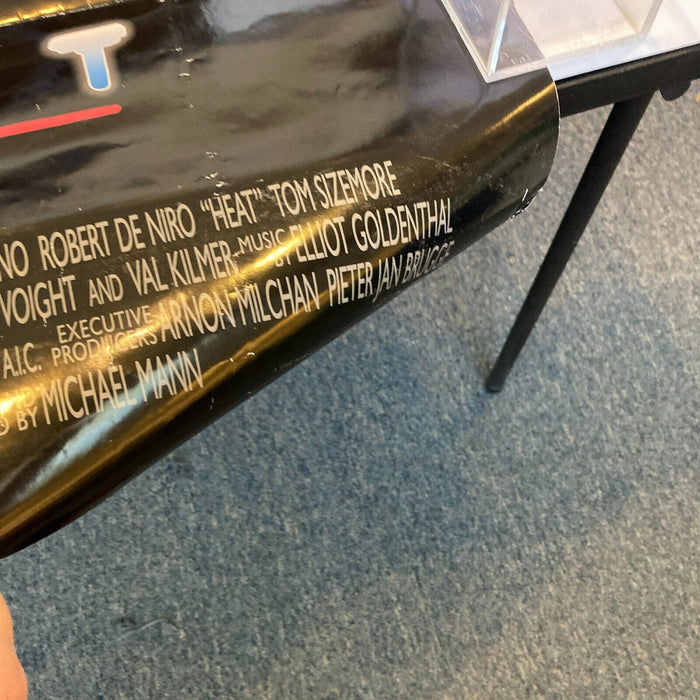 T
NO ROBERT DE NIRO "HEAT" TOM SIZEMORE
VOIGHT AND VAL KILMER MUSIC BY ELLIOT GOLDENTHAL
A.I.C. EXECUTIVE PRODUCERS ARNON MILCHAN PIETER JAN BRUGGE
BY MICHAEL MANN